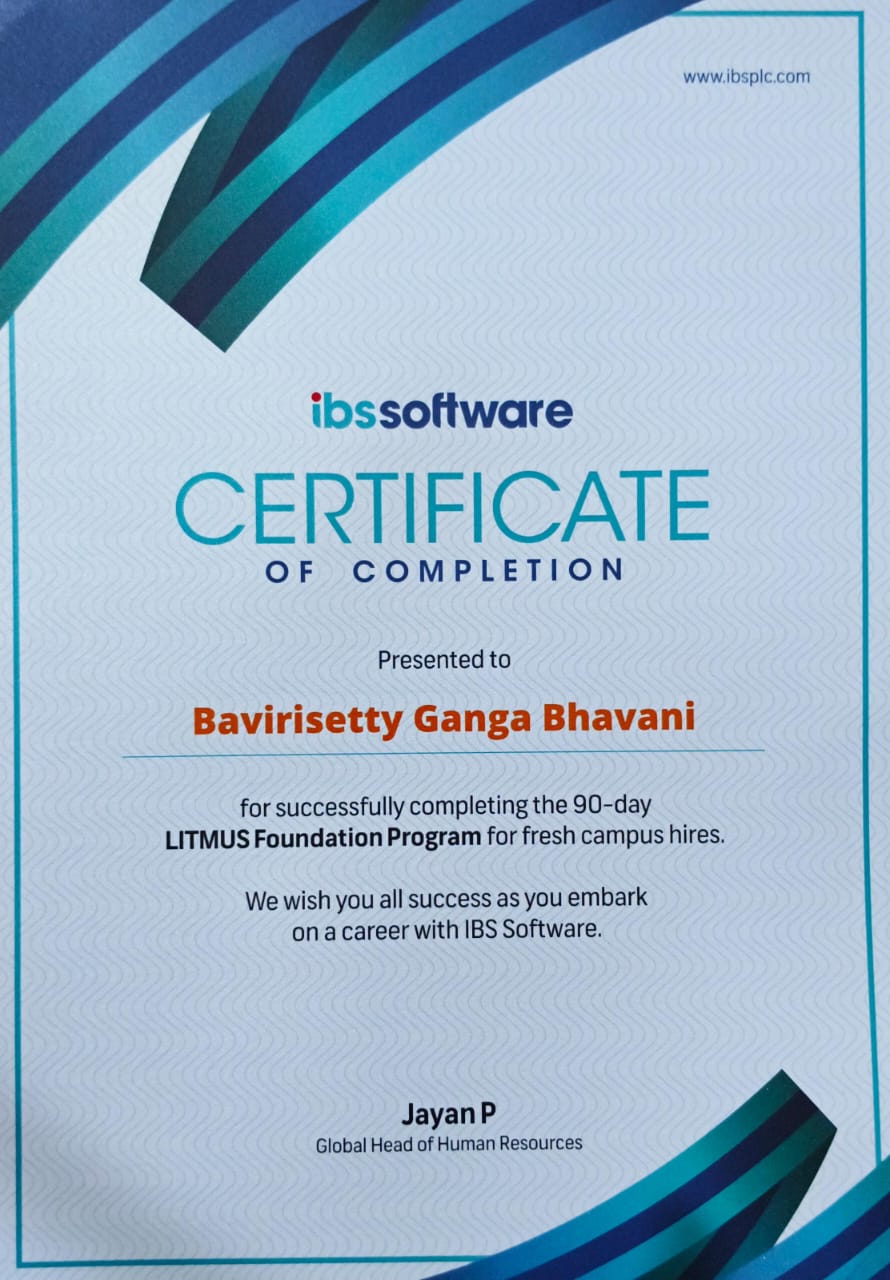 www.ibsplc.com
ibssoftware
CERTIFICATE
OF COMPLETION
Presented to
Bavirisetty Ganga Bhavani
for successfully completing the 90-day
LITMUS Foundation Program for fresh campus hires.
We wish you all success as you embark
on a career with IBS Software.
Jayan P
Global Head of Human Resources